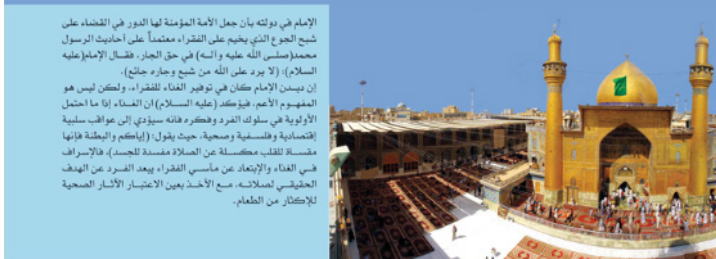 الإمام في دولته بأن جعل الأمة المؤمنة لها الدور في القضاء على
شبح الجوع الذي يخيم على الفقراء معتمداً على أحاديث الرسول
محمد(صلى الله عليه وآله) في حق الجار، فقال الإمام(عليه
السلام): (لا يرد على الله من شبع وجاره جائع).
إن ديدن الإمام كان في توفير الغذاء للفقراء، ولكن ليس هو
المفهوم الأعم، فيؤكد (عليه السلام) ان الغذاء إذا ما احتمل
الأولوية في سلوك الفرد وفكره فانه سيؤدي إلى عواقب سلبية
إقتصادية وفلسفية وصحية، حيث يقول: (إياكم والبطنة فإنها
مقساة للقلب مكسلة عن الصلاة مفسدة للجسد)، فالإسراف
في الغذاء والإبتعاد عن مآسي الفقراء يبعد الفرد عن الهدف
الحقيقي لصلاته، مع الأخذ بعين الاعتبار الآثار الصحية
للإكثار من الطعام.